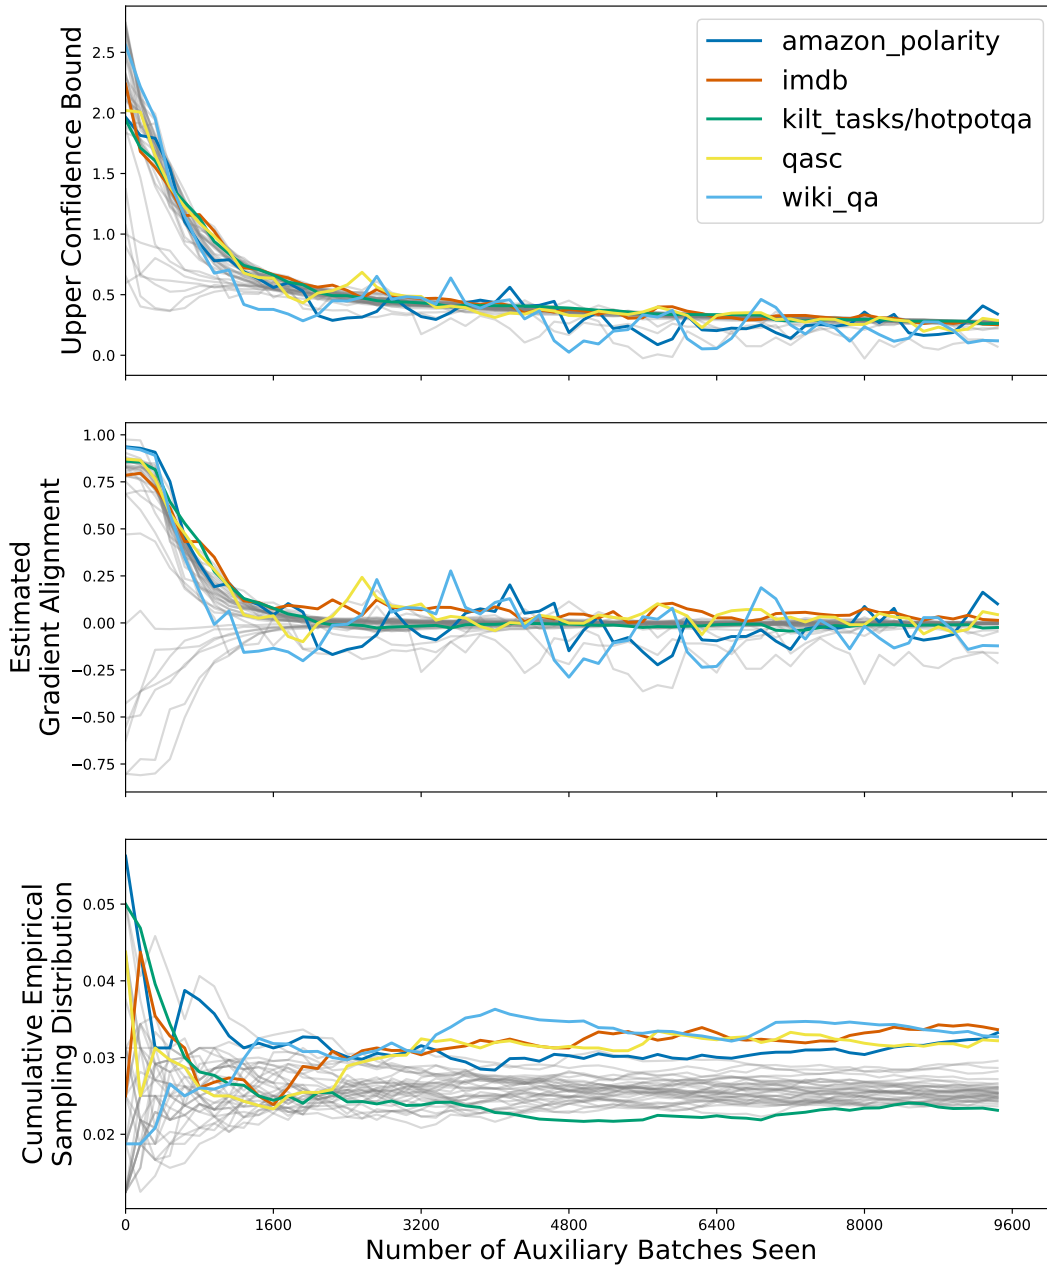 Upper Confidence Bound
2.5
2.0
1.5
1.0
0.5
0.0
amazon_polarity
imdb
kilt_tasks/hotpotqa
qasc
wiki_qa
Estimated
Gradient Alignment
1.00
0.75
0.50
0.25
0.00
−0.25
−0.50
−0.75
Cumulative Empirical
Sampling Distribution
0.05
0.04
0.03
0.02
0 1600 3200 4800 6400 8000 9600
Number of Auxiliary Batches Seen